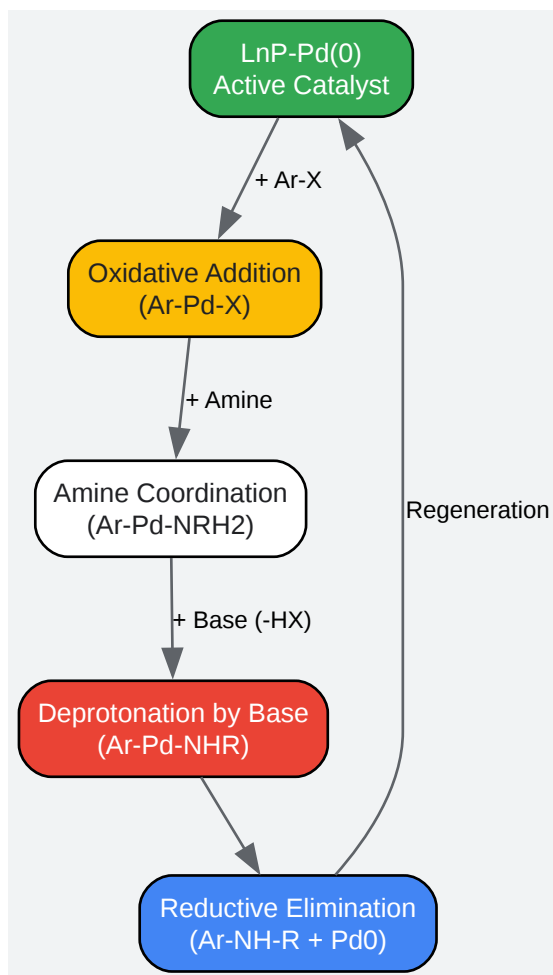 LnP-Pd(0)
Active Catalyst
+ Ar-X
Oxidative Addition
(Ar-Pd-X)
+ Amine
Amine Coordination
(Ar-Pd-NRH2)
Regeneration
+ Base (-HX)
Deprotonation by Base
(Ar-Pd-NHR)
Reductive Elimination
(Ar-NH-R + Pd0)